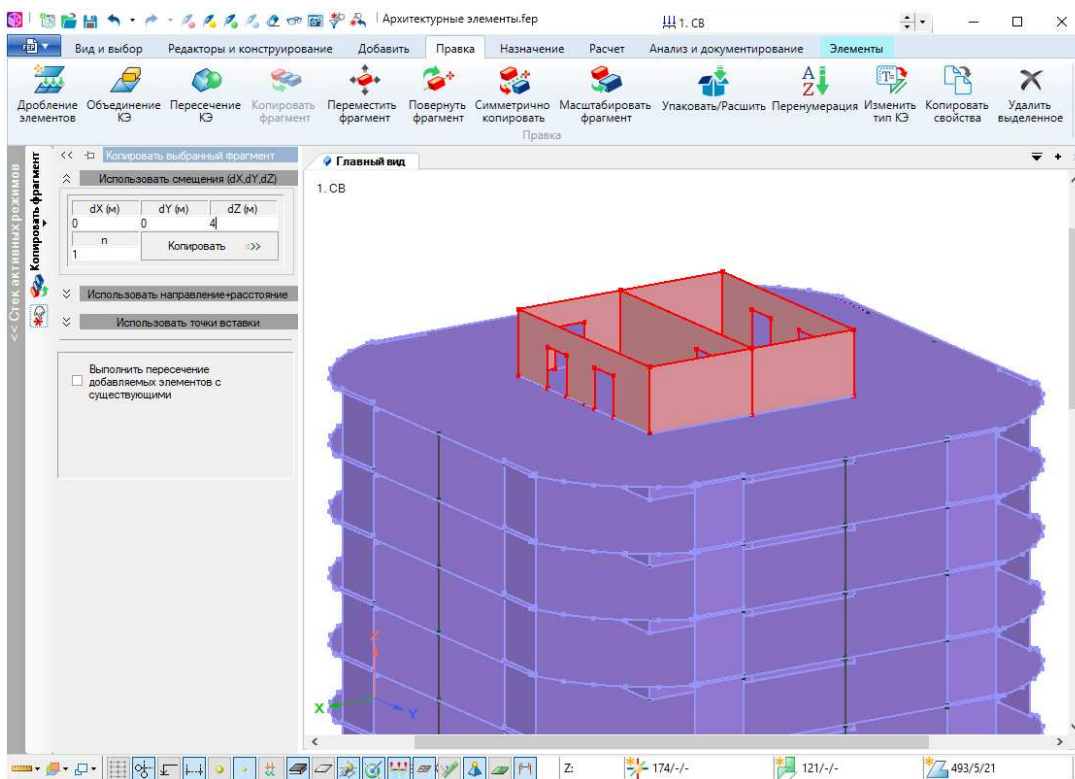 Архитектурные элементы.fep
1. СВ
FEP
Вид и выбор
Редакторы и конструирование
Добавить
Правка
Назначение
Расчет
Анализ и документирование
Элементы
Дробление элементов
Объединение КЭ
Пересечение КЭ
Копировать фрагмент
Переместить фрагмент
Повернуть фрагмент
Симметрично копировать
Масштабировать фрагмент
Упаковать/Расшить
Перенумерация
Изменить тип КЭ
Копировать свойства
Удалить выделенное
Правка
<< Стек активных режимов
Копировать фрагмент
<<
Копировать выбранный фрагмент
Использовать смещения (dX,dY,dZ)
dX (м)
dY (м)
dZ (м)
0
0
4
n
1
Копировать =>>
Использовать направление+расстояние
Использовать точки вставки
Выполнить пересечение
добавляемых элементов с
существующими
Главный вид
1. СВ
Z
X
Y
Z:
174/-/-
121/-/-
493/5/21